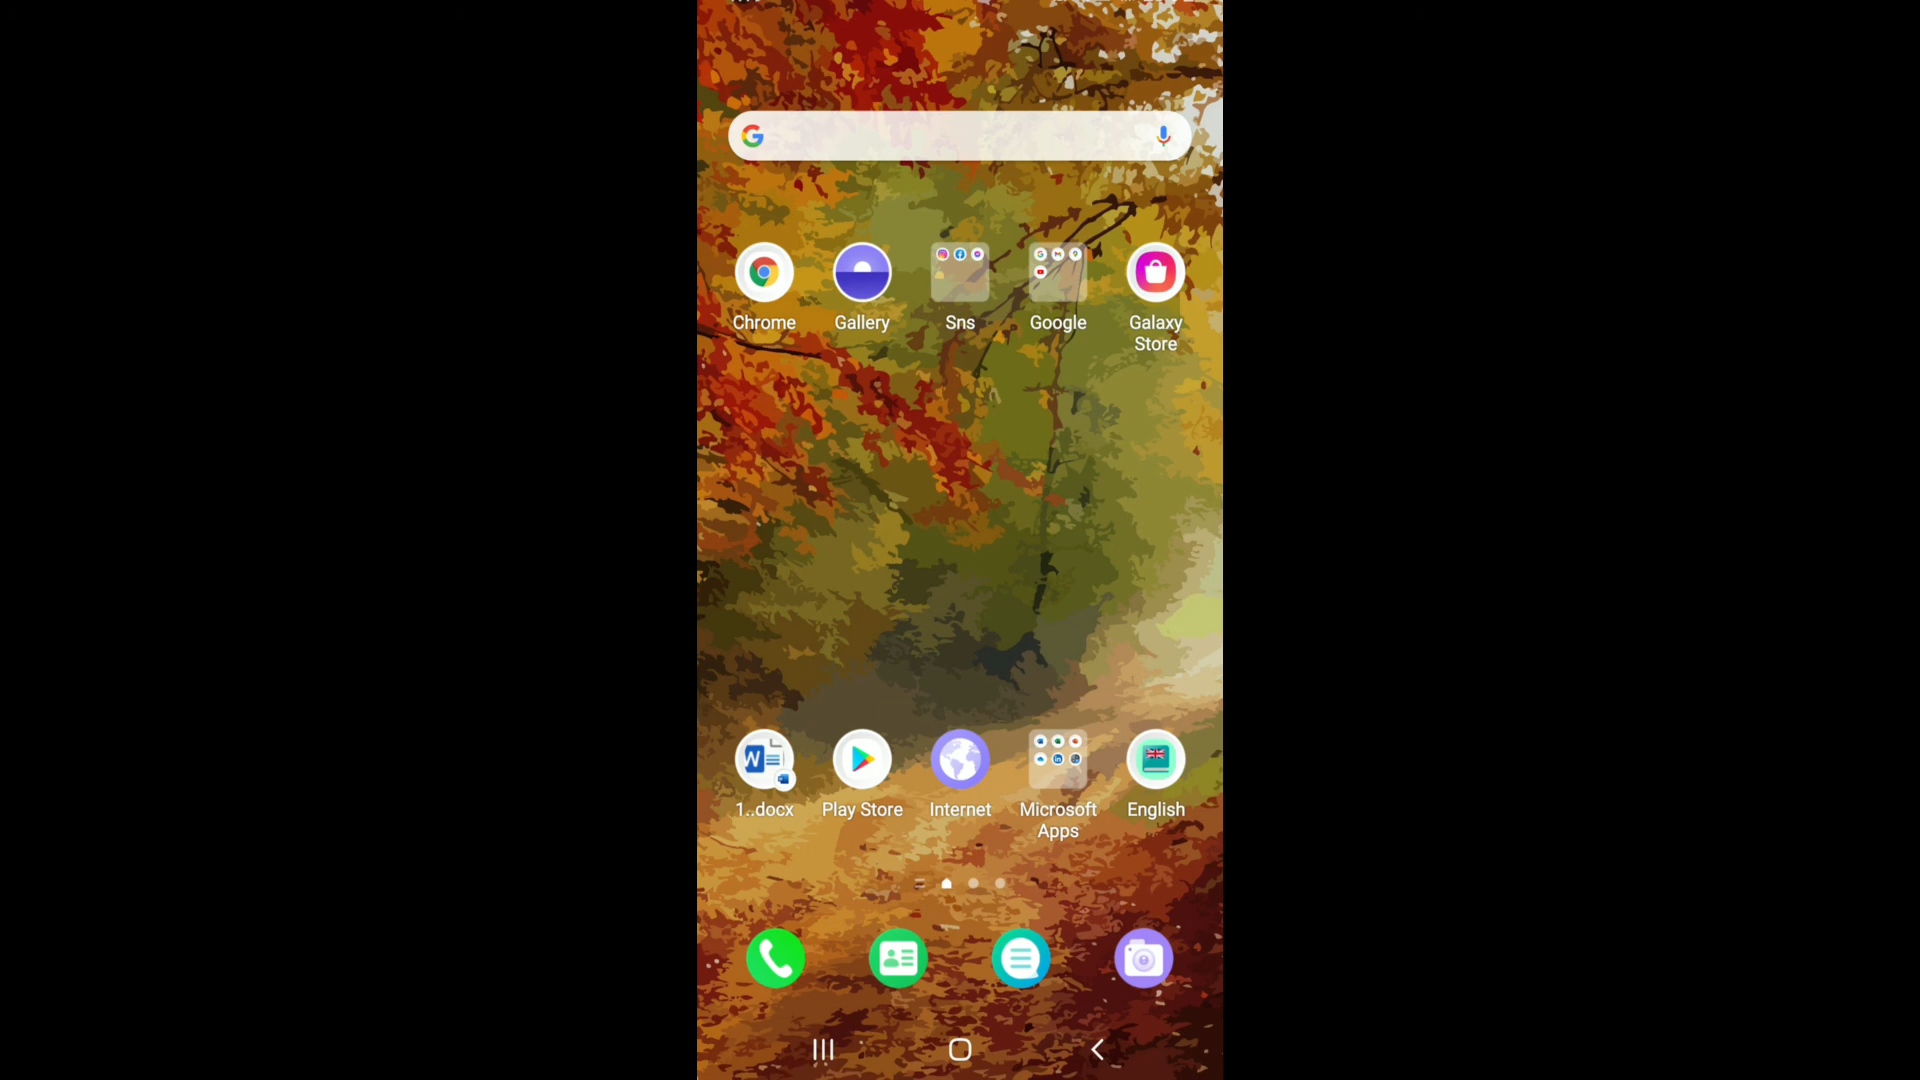 Chrome
Gallery
Sns
Google
Galaxy
Store
W
1..docx
Play Store
Internet
Microsoft
Apps
English